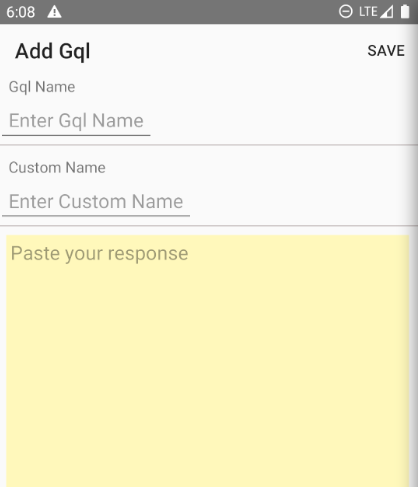 6:08 LTE
Add Gql SAVE
Gql Name
Enter Gql Name
Custom Name
Enter Custom Name
Paste your response